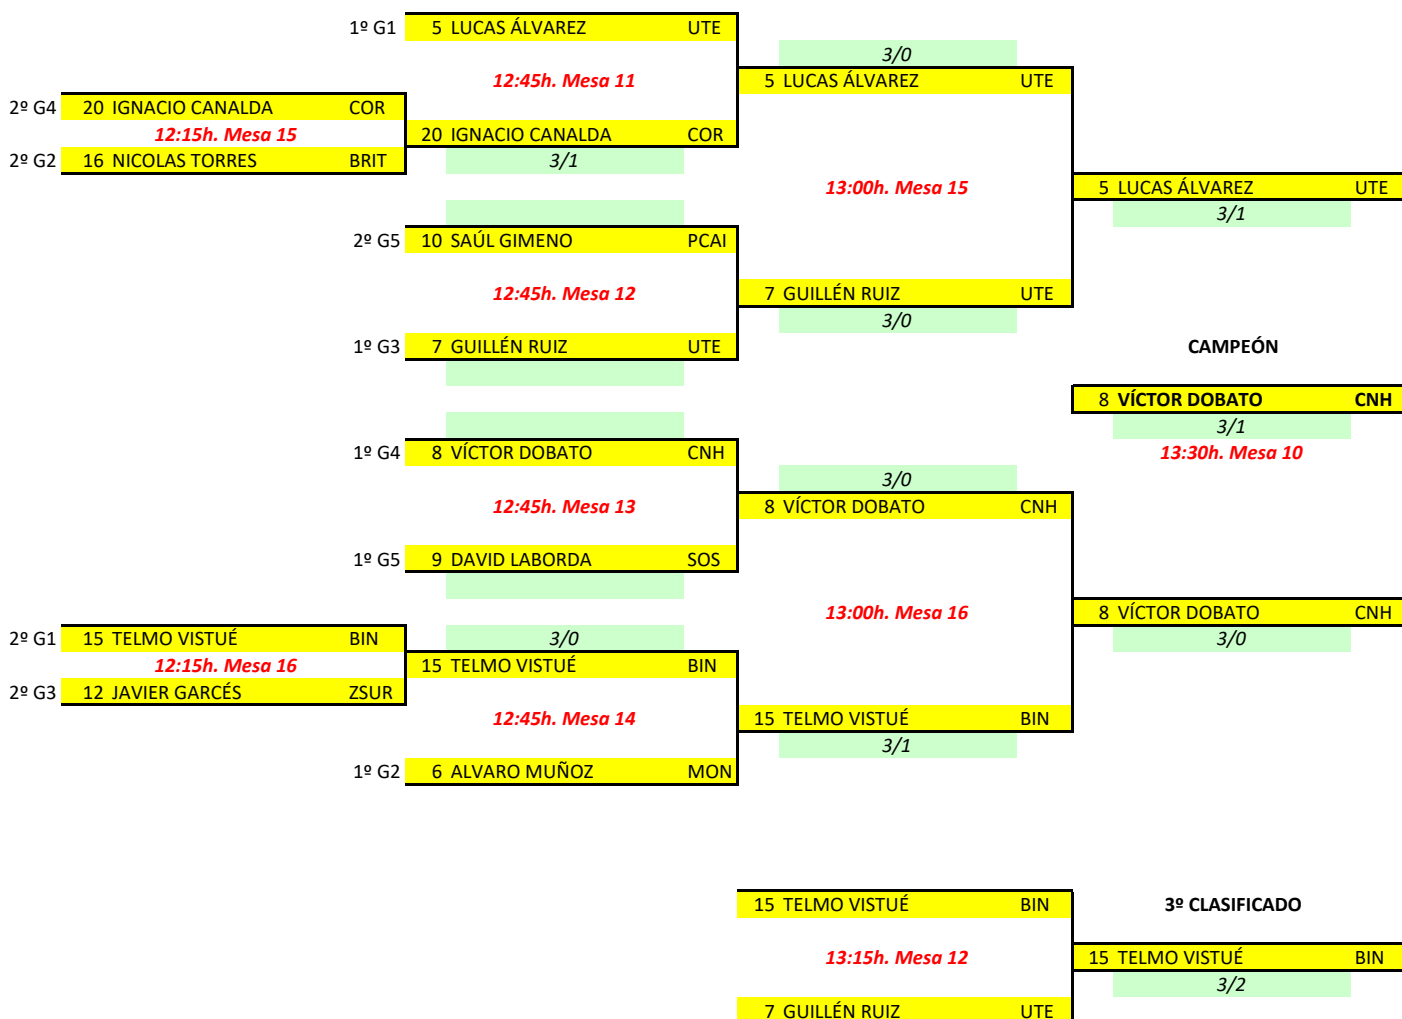 1º G1 5 LUCAS ÁLVAREZ UTE
3/0
12:45h. Mesa 11 5 LUCAS ÁLVAREZ UTE
2º G4 20 IGNACIO CANALDA COR
12:15h. Mesa 15 20 IGNACIO CANALDA COR
2º G2 16 NICOLAS TORRES BRIT 3/1
13:00h. Mesa 15 5 LUCAS ÁLVAREZ UTE
3/1
2º G5 10 SAÚL GIMENO PCAI
12:45h. Mesa 12 7 GUILLÉN RUIZ UTE
3/0
1º G3 7 GUILLÉN RUIZ UTE CAMPEÓN
8 VÍCTOR DOBATO CNH
3/1
1º G4 8 VÍCTOR DOBATO CNH 13:30h. Mesa 10
3/0
12:45h. Mesa 13 8 VÍCTOR DOBATO CNH
1º G5 9 DAVID LABORDA SOS
13:00h. Mesa 16 8 VÍCTOR DOBATO CNH
2º G1 15 TELMO VISTUÉ BIN 3/0 3/0
12:15h. Mesa 16 15 TELMO VISTUÉ BIN
2º G3 12 JAVIER GARCÉS ZSUR
12:45h. Mesa 14 15 TELMO VISTUÉ BIN
3/1
1º G2 6 ALVARO MUÑOZ MON
15 TELMO VISTUÉ BIN 3º CLASIFICADO
13:15h. Mesa 12 15 TELMO VISTUÉ BIN
3/2
7 GUILLÉN RUIZ UTE